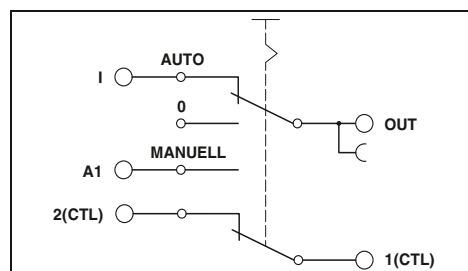 AUTO
I
0
OUT
MANUELL
A1
2(CTL)
1(CTL)